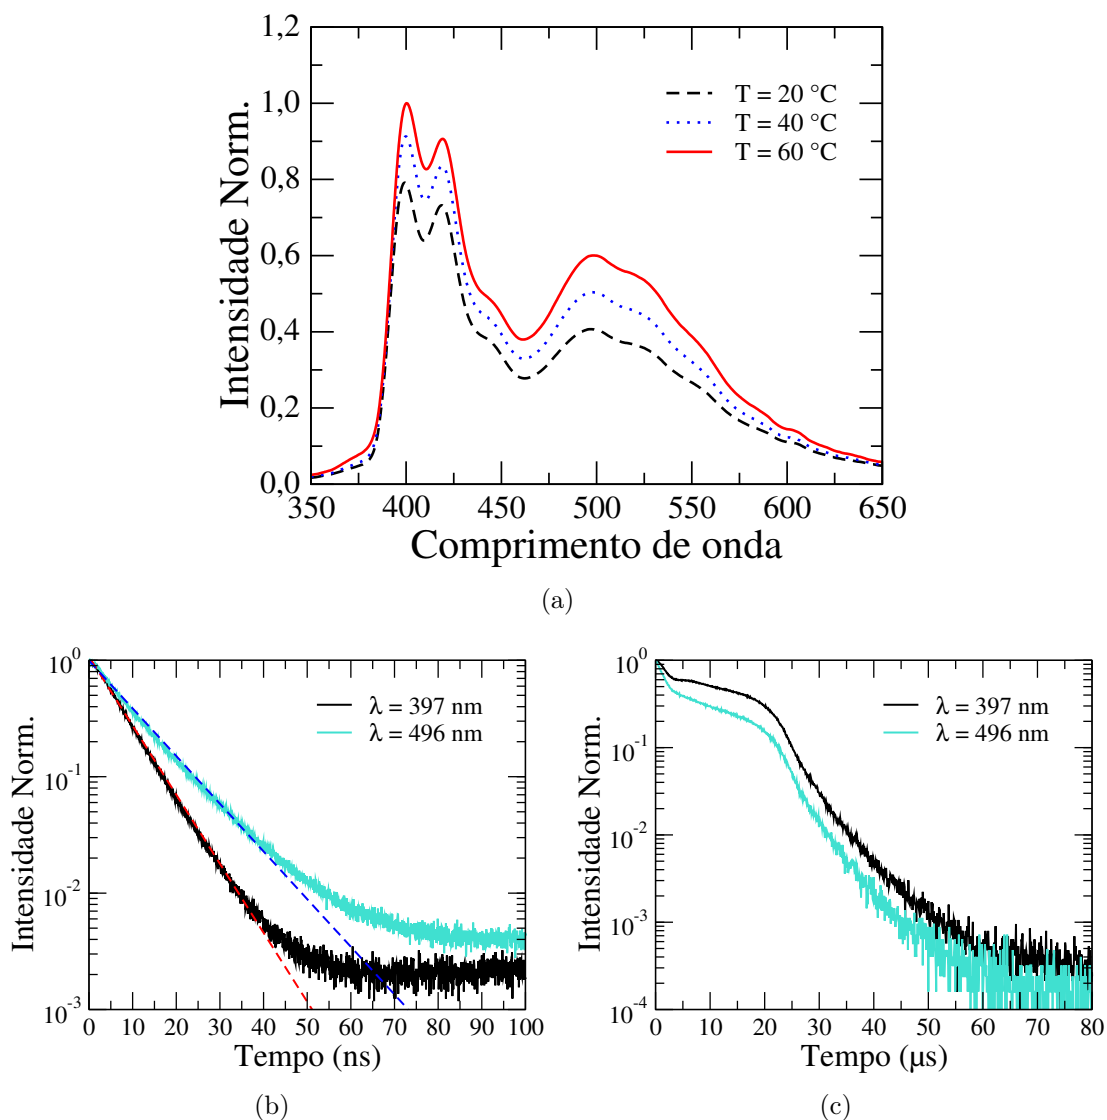 1,2
1,0
0,8
0,6
0,4
0,2
0,0
Intensidade Norm.
T = 20 °C
T = 40 °C
T = 60 °C
350 400 450 500 550 600 650
Comprimento de onda
(a)
10^0
10^-1
10^-2
10^-3
Intensidade Norm.
λ = 397 nm
λ = 496 nm
0 10 20 30 40 50 60 70 80 90 100
Tempo (ns)
(b)
10^0
10^-1
10^-2
10^-3
10^-4
Intensidade Norm.
λ = 397 nm
λ = 496 nm
0 10 20 30 40 50 60 70 80
Tempo (μs)
(c)